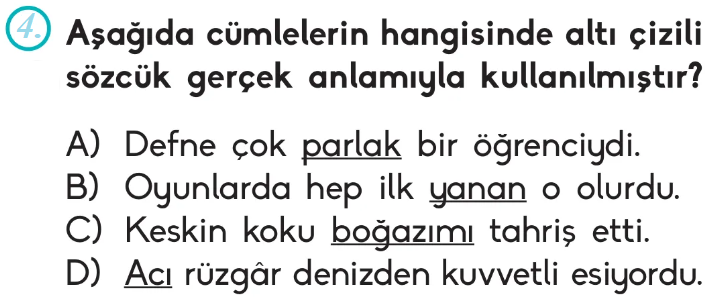 4. Aşağıda cümlelerin hangisinde altı çizili
sözcük gerçek anlamıyla kullanılmıştır?
A) Defne çok parlak bir öğrenciydi.
B) Oyunlarda hep ilk yanan o olurdu.
C) Keskin koku boğazımı tahriş etti.
D) Acı rüzgâr denizden kuvvetli esiyordu.